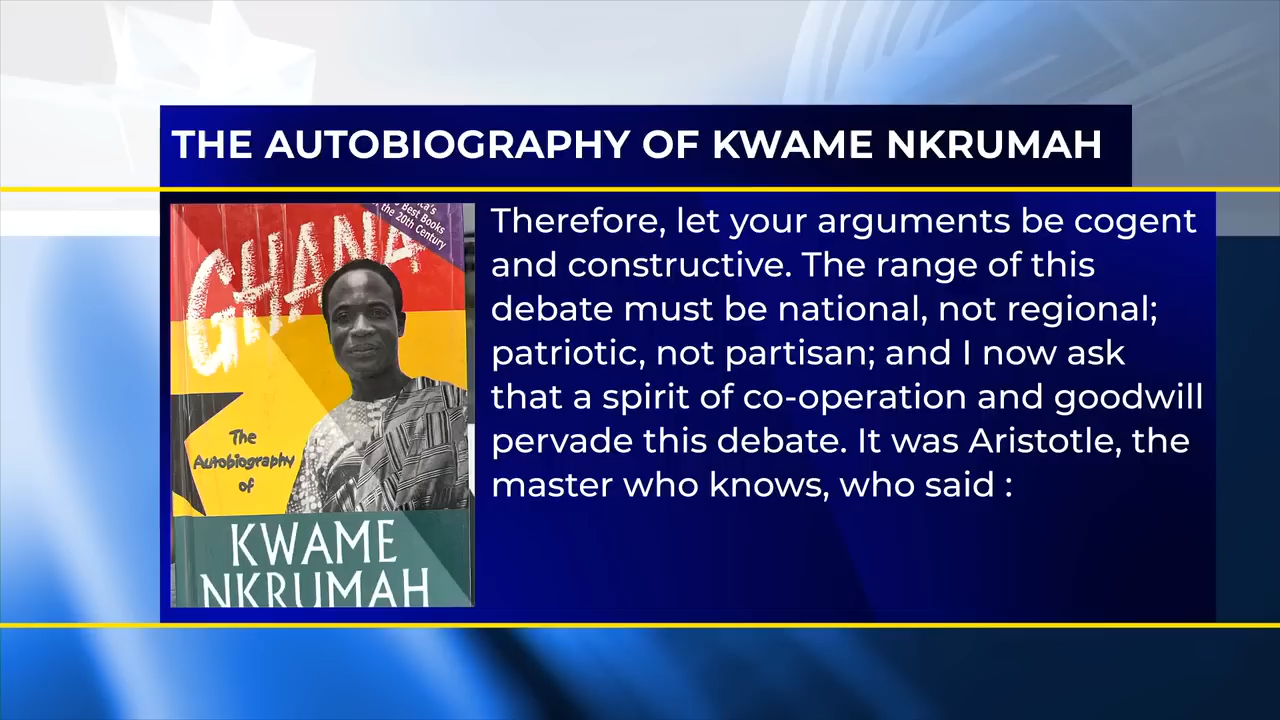 THE AUTOBIOGRAPHY OF KWAME NKRUMAH
Best Books
the 20th Century
GHANA
The
Autobiography
of
KWAME
NKRUMAH
Therefore, let your arguments be cogent
and constructive. The range of this
debate must be national, not regional;
patriotic, not partisan; and I now ask
that a spirit of co-operation and goodwill
pervade this debate. It was Aristotle, the
master who knows, who said :